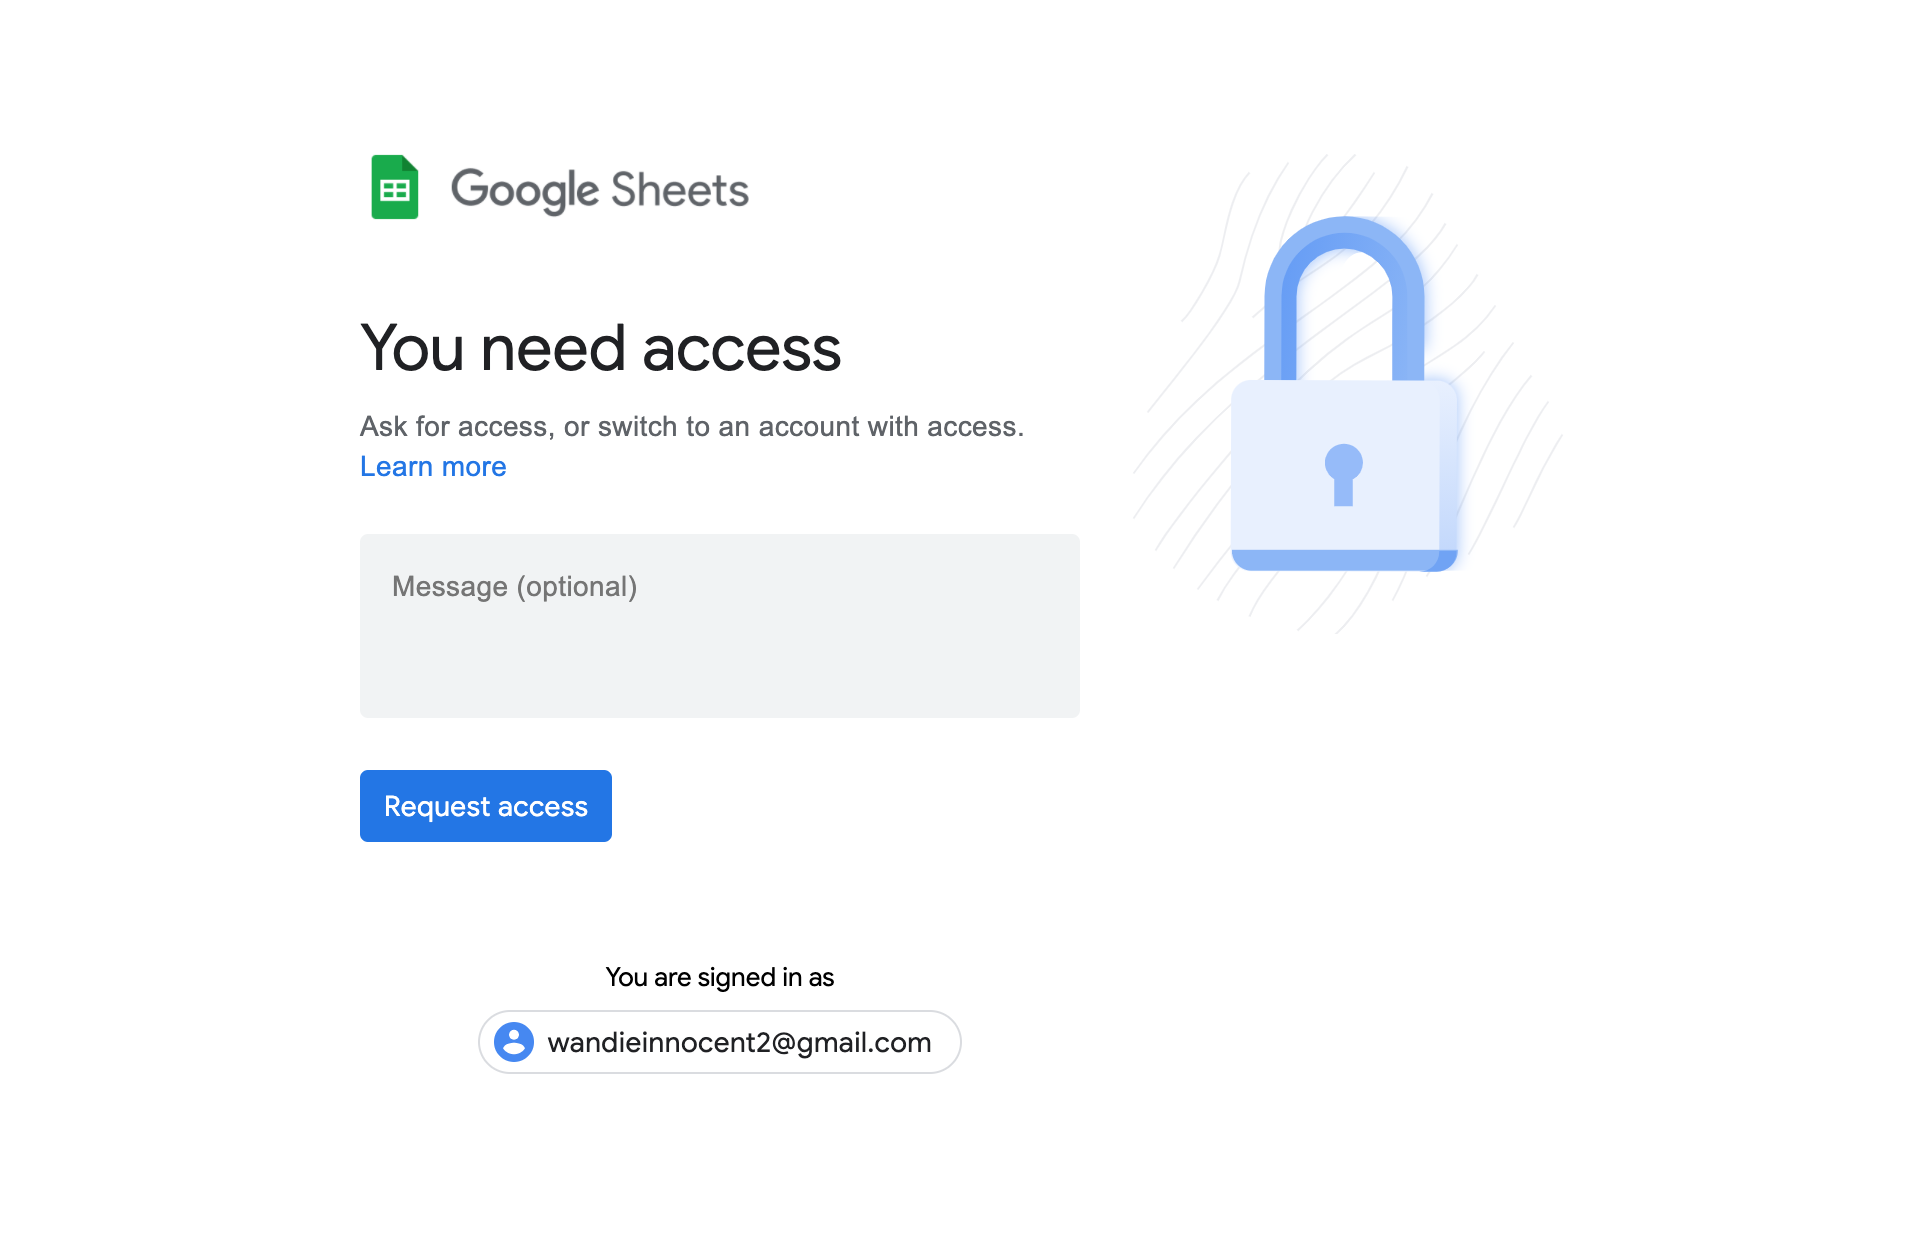 Google Sheets
You need access
Ask for access, or switch to an account with access.
Learn more
Message (optional)
Request access
You are signed in as
wandieinnocent2@gmail.com